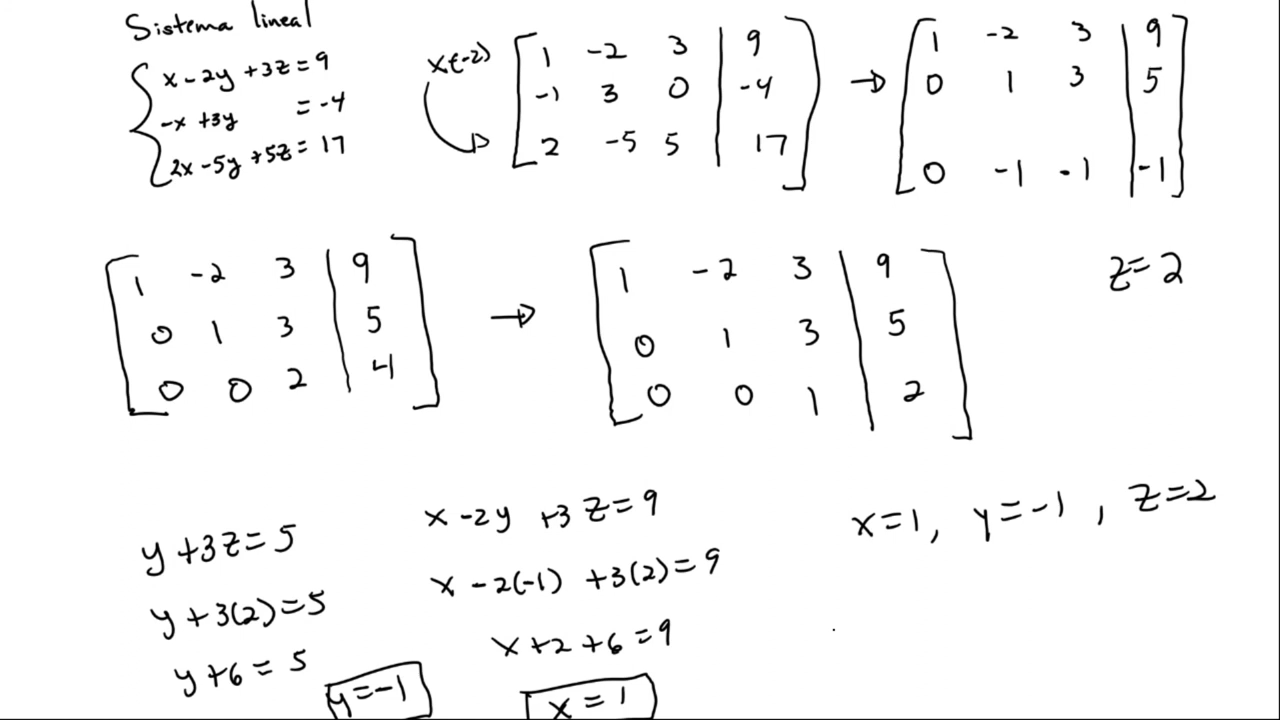 Sistema lineal
x - 2y + 3z = 9
-x + 3y = -4
2x - 5y + 5z = 17
x(-2)
1 -2 3 | 9
-1 3 0 | -4
2 -5 5 | 17
→
1 -2 3 | 9
0 1 3 | 5
0 -1 -1 | -1
1 -2 3 | 9
0 1 3 | 5
0 0 2 | 4
→
1 -2 3 | 9
0 1 3 | 5
0 0 1 | 2
z = 2
y + 3z = 5
y + 3(2) = 5
y + 6 = 5
y = -1
x - 2y + 3z = 9
x - 2(-1) + 3(2) = 9
x + 2 + 6 = 9
x = 1
x = 1, y = -1, z = 2